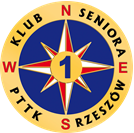 KLUB SENIORA
N
W 1 E
S
PTTK RZESZÓW